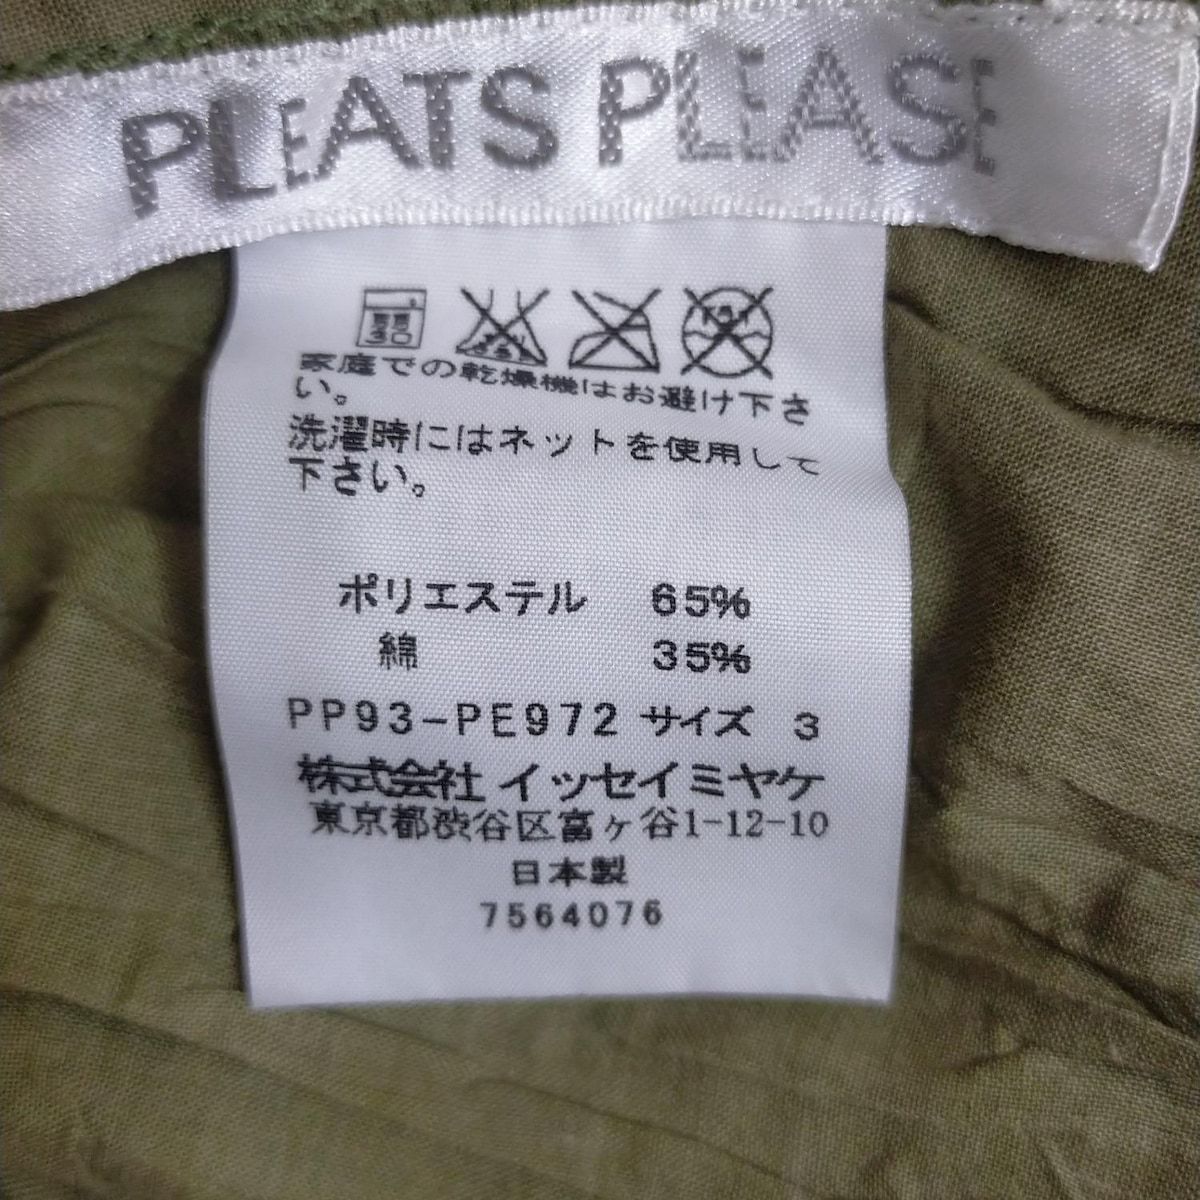 PLEATS PLEASE
弱 30
家庭での乾燥機はお避け下さ
い。
洗濯時にはネットを使用して
下さい。
ポリエステル 65%
綿 35%
PP93-PE972 サイズ 3
株式会社 イッセイミヤケ
東京都渋谷区富ヶ谷1-12-10
日本製
7564076